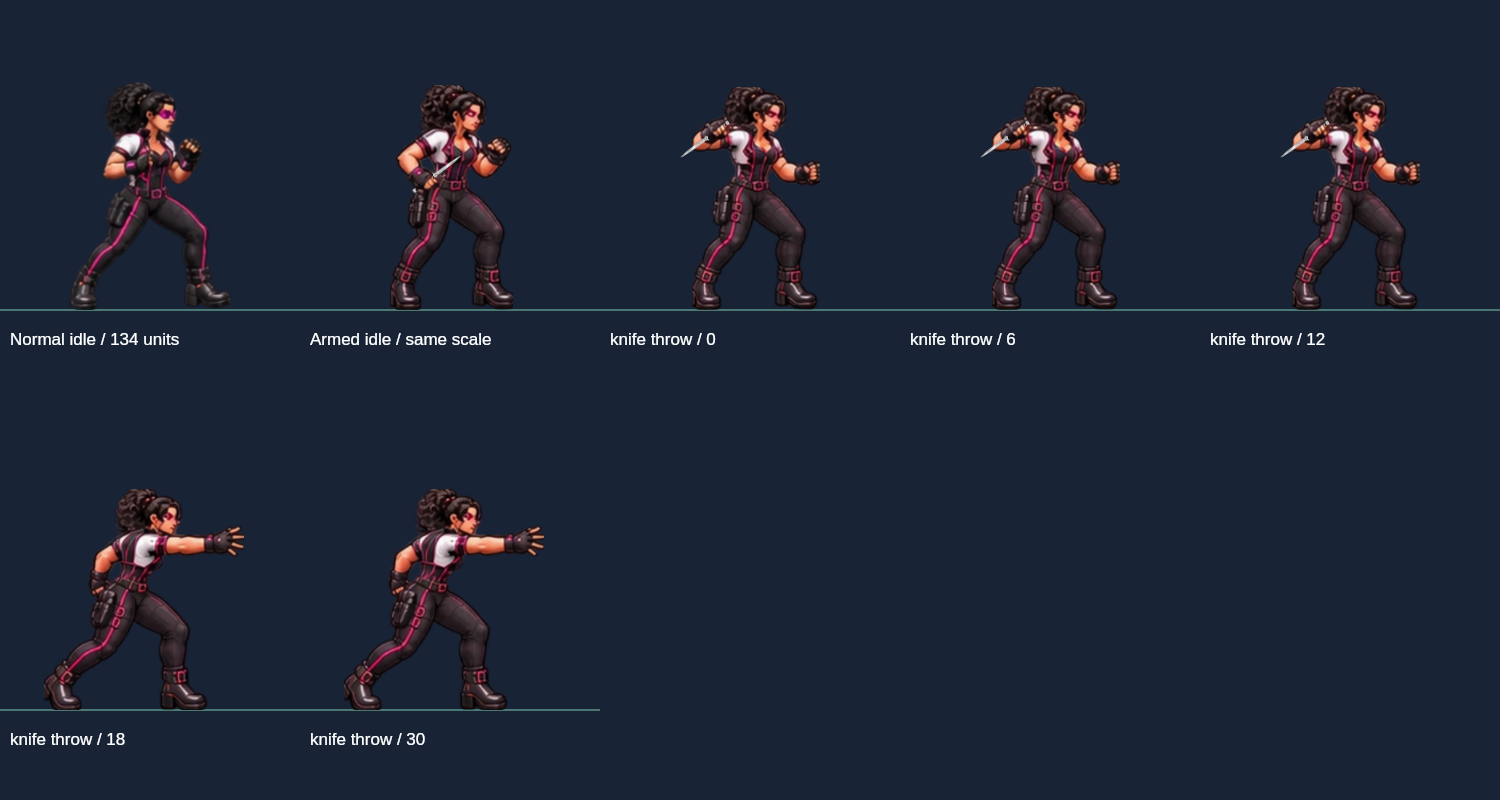 Normal idle / 134 units
Armed idle / same scale
knife throw / 0
knife throw / 6
knife throw / 12
knife throw / 18
knife throw / 30